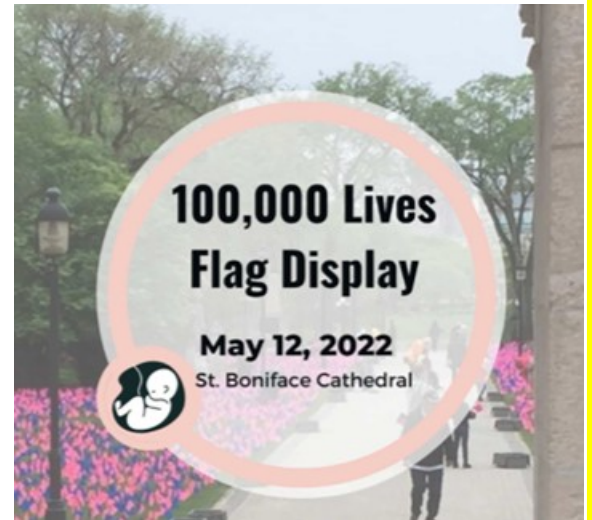 100,000 Lives
Flag Display
May 12, 2022
St. Boniface Cathedral